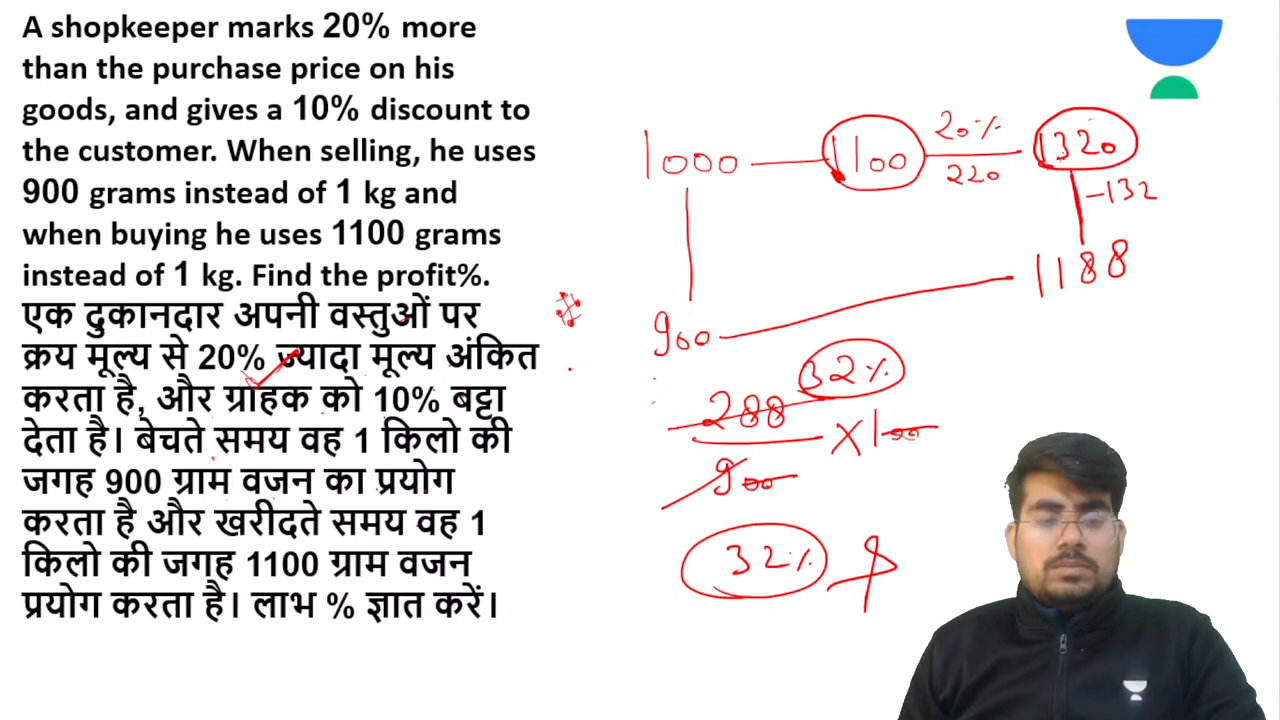 A shopkeeper marks 20% more
than the purchase price on his
goods, and gives a 10% discount to
the customer. When selling, he uses
900 grams instead of 1 kg and
when buying he uses 1100 grams
instead of 1 kg. Find the profit%.
एक दुकानदार अपनी वस्तुओं पर
क्रय मूल्य से 20% ज्यादा मूल्य अंकित
करता है, और ग्राहक को 10% बट्टा
देता है। बेचते समय वह 1 किलो की
जगह 900 ग्राम वजन का प्रयोग
करता है और खरीदते समय वह 1
किलो की जगह 1100 ग्राम वजन
प्रयोग करता है। लाभ % ज्ञात करें।
1000 1100 20% 1320
220
-132
1188
900
32%
288 X100
900
32%